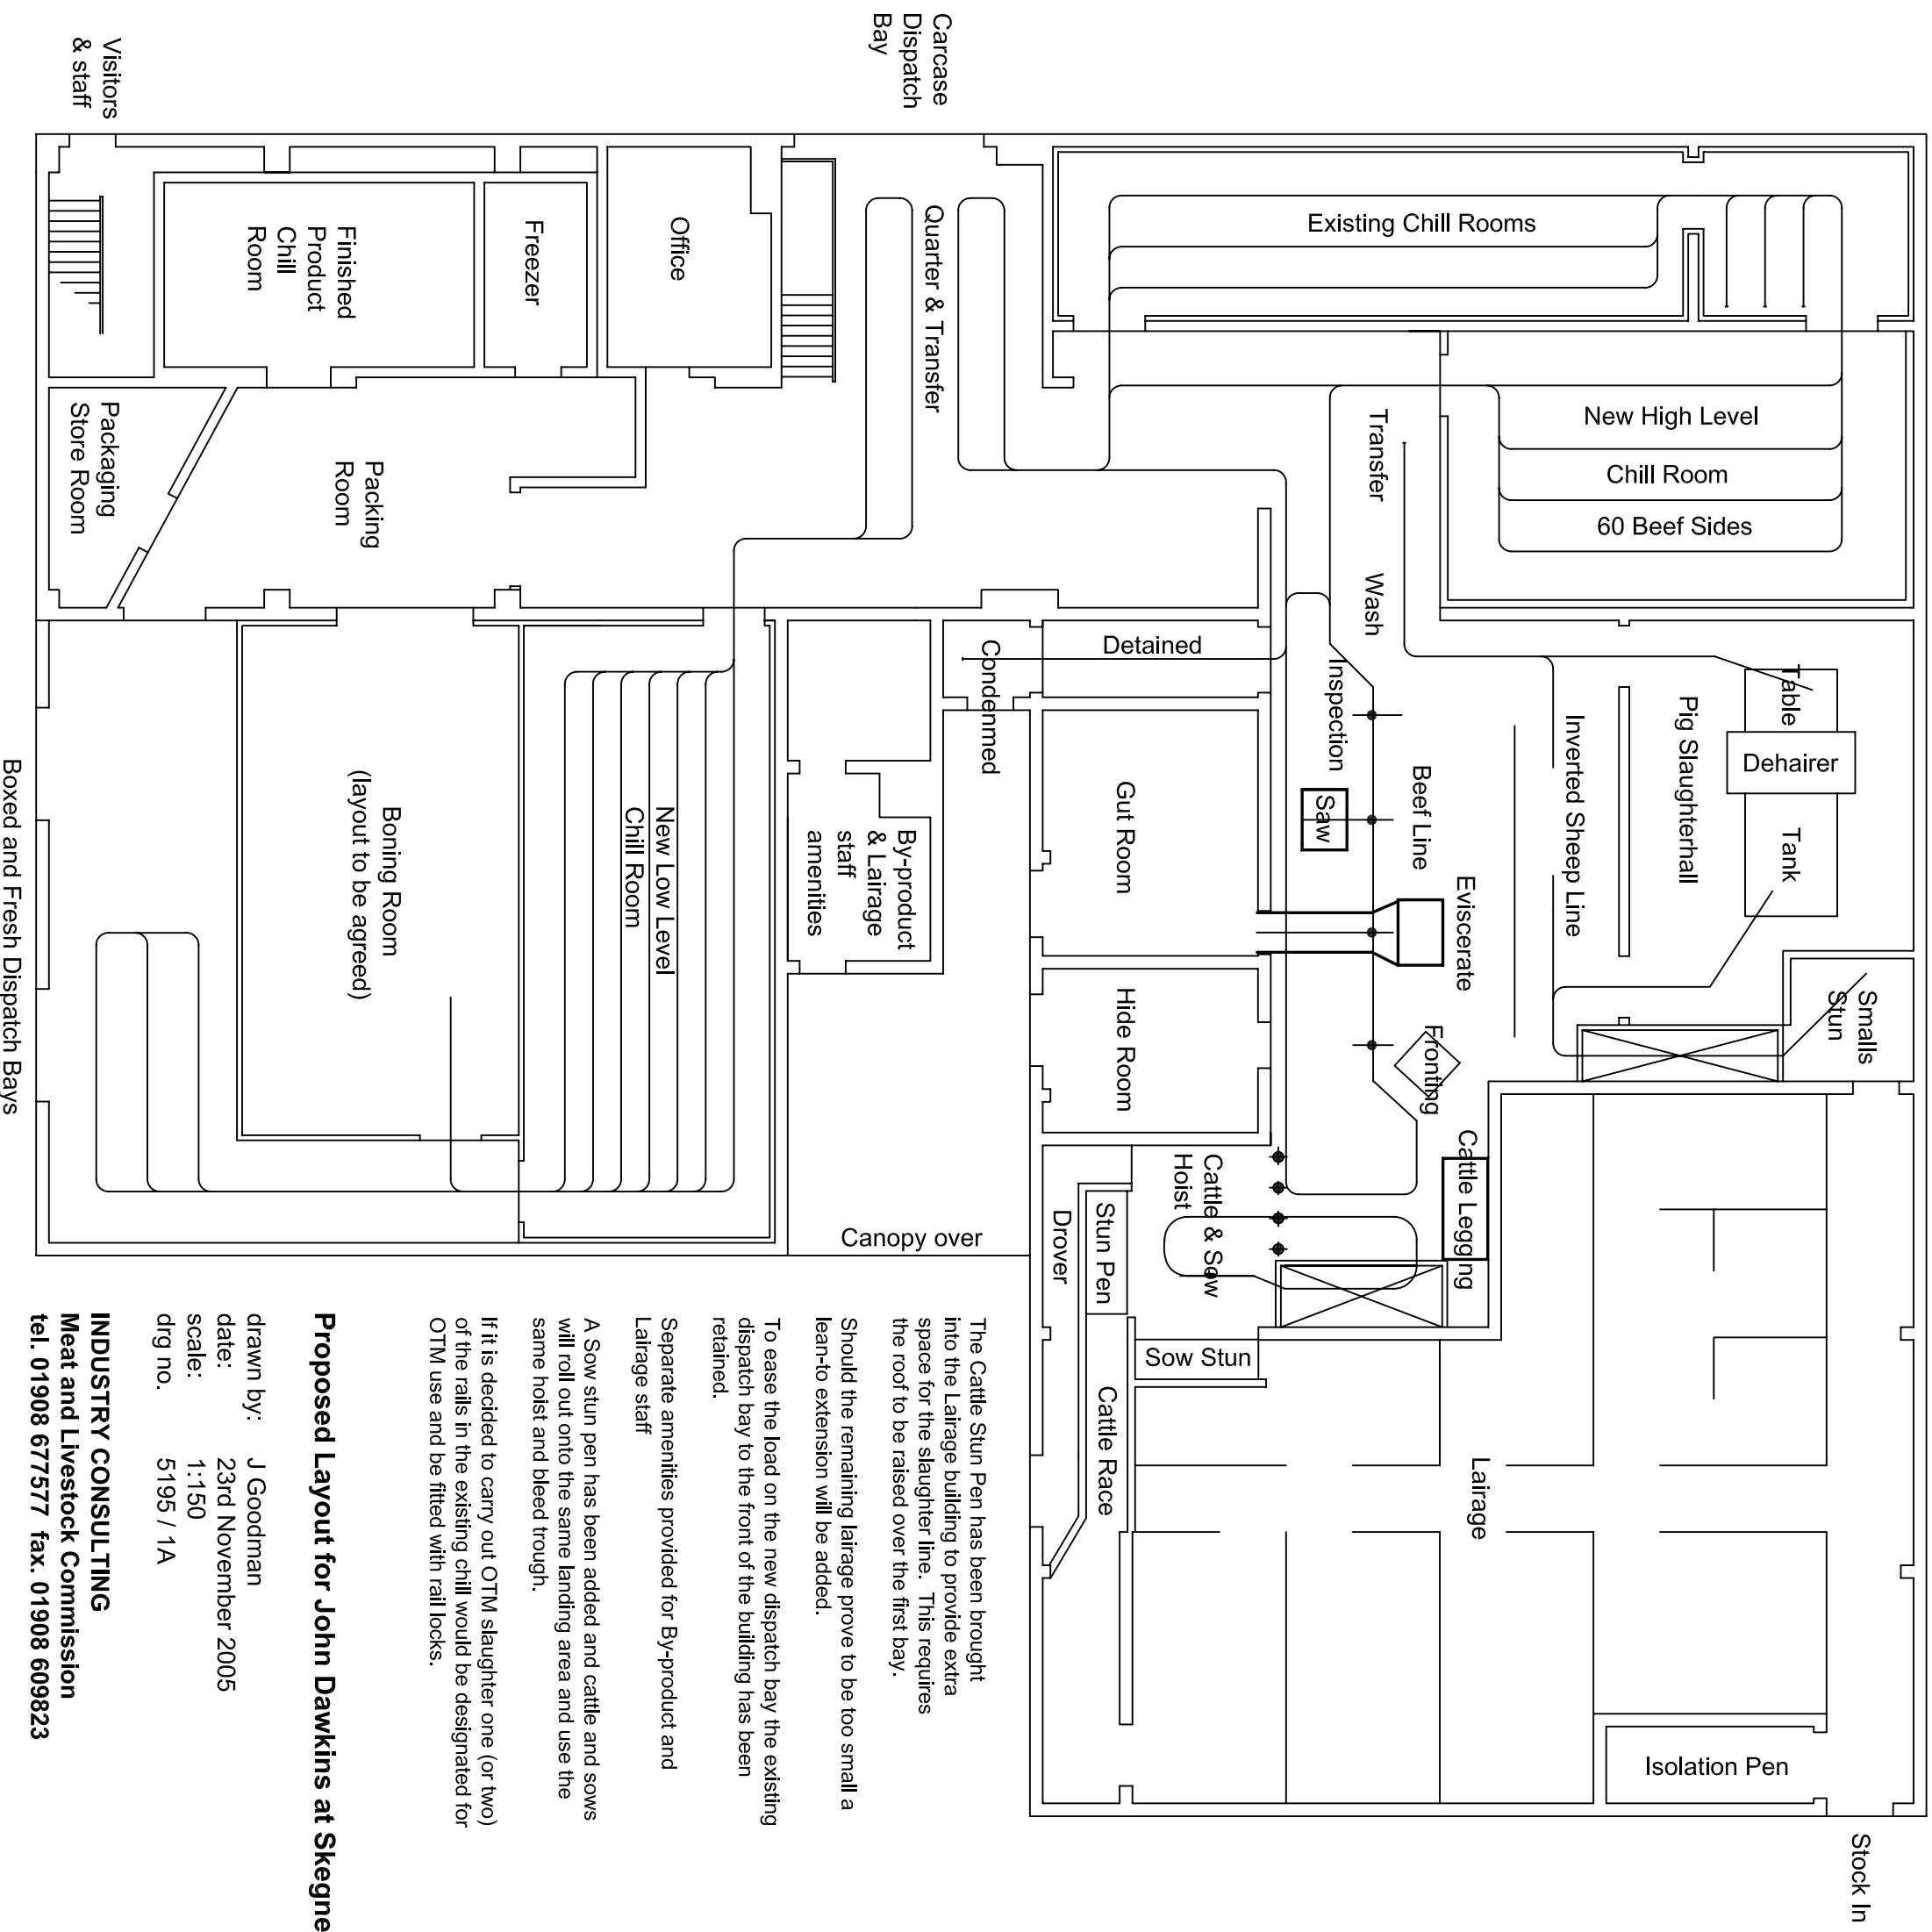 Carcase
Dispatch
Bay
Visitors
& staff
Existing Chill Rooms
Quarter & Transfer
Office
Freezer
Finished
Product
Chill
Room
New High Level
Chill Room
60 Beef Sides
Transfer
Wash
Packing
Room
Packaging
Store Room
Table
Dehairer
Tank
Pig Slaughterhall
Inverted Sheep Line
Beef Line
Inspection
Saw
Eviscerate
Fronting
Detained
Condenmed
Gut Room
Hide Room
By-product
& Lairage
staff
amenities
New Low Level
Chill Room
Boning Room
(layout to be agreed)
Boxed and Fresh Dispatch Bays
Smalls
Stun
Cattle Legging
Cattle & Sow
Hoist
Stun Pen
Drover
Canopy over
Sow Stun
Cattle Race
Lairage
Isolation Pen
Stock In
The Cattle Stun Pen has been brought
into the Lairage building to provide extra
space for the slaughter line. This requires
the roof to be raised over the first bay.
Should the remaining lairage prove to be too small a
lean-to extension will be added.
To ease the load on the new dispatch bay the existing
dispatch bay to the front of the building has been
retained.
Separate amenities provided for By-product and
Lairage staff
A Sow stun pen has been added and cattle and sows
will roll out onto the same landing area and use the
same hoist and bleed trough.
If it is decided to carry out OTM slaughter one (or two)
of the rails in the existing chill would be designated for
OTM use and be fitted with rail locks.
Proposed Layout for John Dawkins at Skegne
drawn by: J Goodman
date: 23rd November 2005
scale: 1:150
drg no. 5195 / 1A
INDUSTRY CONSULTING
Meat and Livestock Commission
tel. 01908 677577 fax. 01908 609823